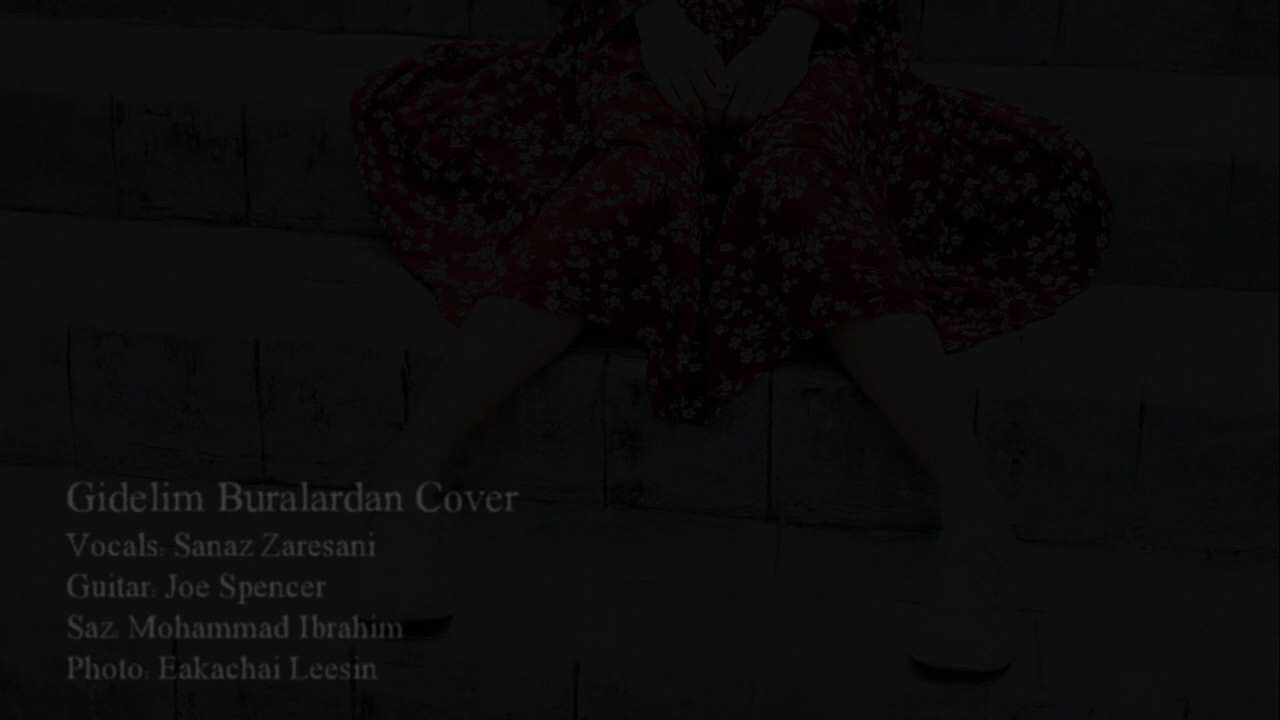 Gidelim Buralardan Cover
Vocals: Sanaz Zaresani
Guitar: Joe Spencer
Saz: Mohammad Ibrahim
Photo: Eakachai Leesin